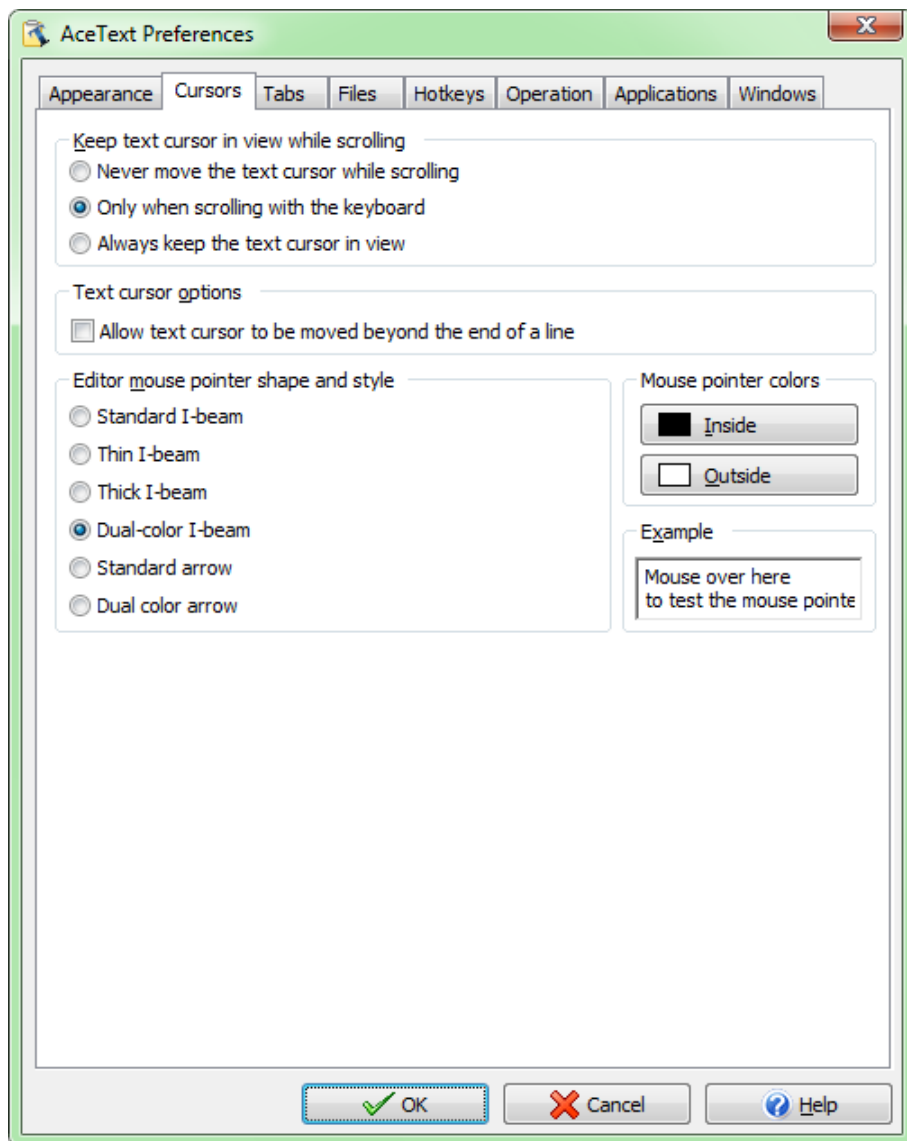 AceText Preferences
Appearance Cursors Tabs Files Hotkeys Operation Applications Windows
Keep text cursor in view while scrolling
Never move the text cursor while scrolling
Only when scrolling with the keyboard
Always keep the text cursor in view
Text cursor options
Allow text cursor to be moved beyond the end of a line
Editor mouse pointer shape and style
Standard I-beam
Thin I-beam
Thick I-beam
Dual-color I-beam
Standard arrow
Dual color arrow
Mouse pointer colors
Inside
Outside
Example
Mouse over here
to test the mouse pointe
OK Cancel Help